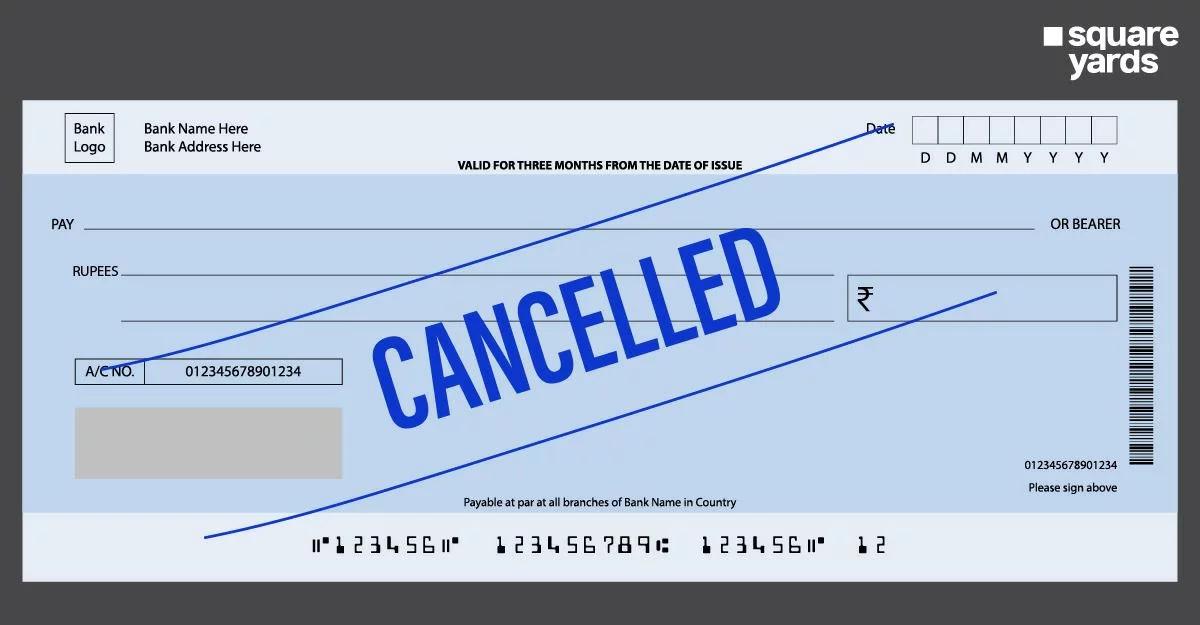 square
yards
Bank
Logo
Bank Name Here
Bank Address Here
Date
D D M M Y Y Y Y
VALID FOR THREE MONTHS FROM THE DATE OF ISSUE
PAY
OR BEARER
RUPEES
₹
CANCELLED
A/C NO. 012345678901234
012345678901234
Please sign above
Payable at par at all branches of Bank Name in Country
⑈123456⑈ 123456789⑆ 123456⑈ 12